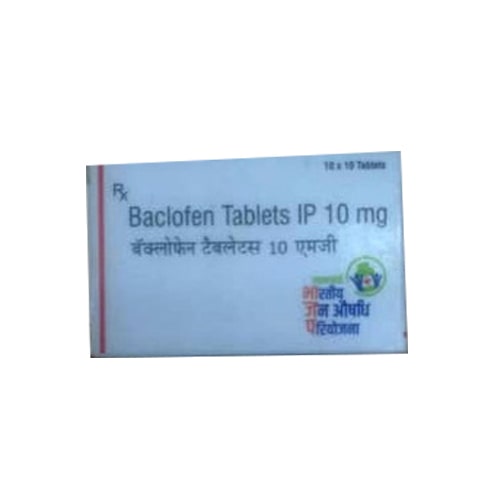 10 x 10 Tablets
Rx
Baclofen Tablets IP 10 mg
बॅक्लोफेन टैबलेटस 10 एमजी
भारतीय
जन औषधि
परियोजना